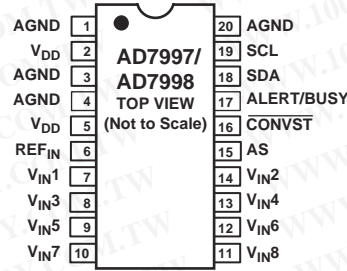 AGND 1 20 AGND
VDD 2 19 SCL
AGND 3 18 SDA
AGND 4 17 ALERT/BUSY
VDD 5 16 CONVST
REFIN 6 15 AS
VIN1 7 14 VIN2
VIN3 8 13 VIN4
VIN5 9 12 VIN6
VIN7 10 11 VIN8
AD7997/
AD7998
TOP VIEW
(Not to Scale)